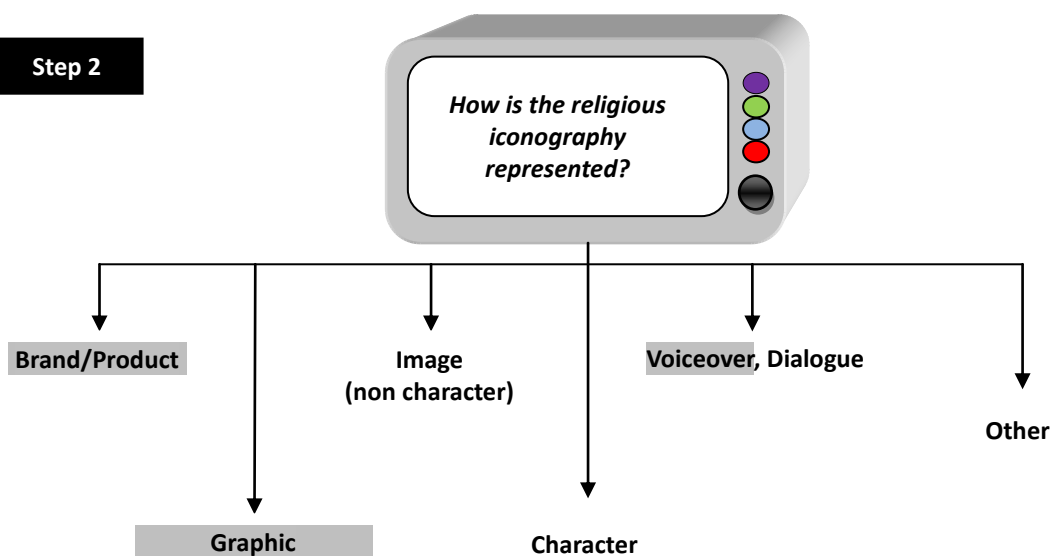 Step 2
How is the religious
iconography
represented?
Brand/Product
Image
(non character)
Voiceover, Dialogue
Other
Graphic
Character